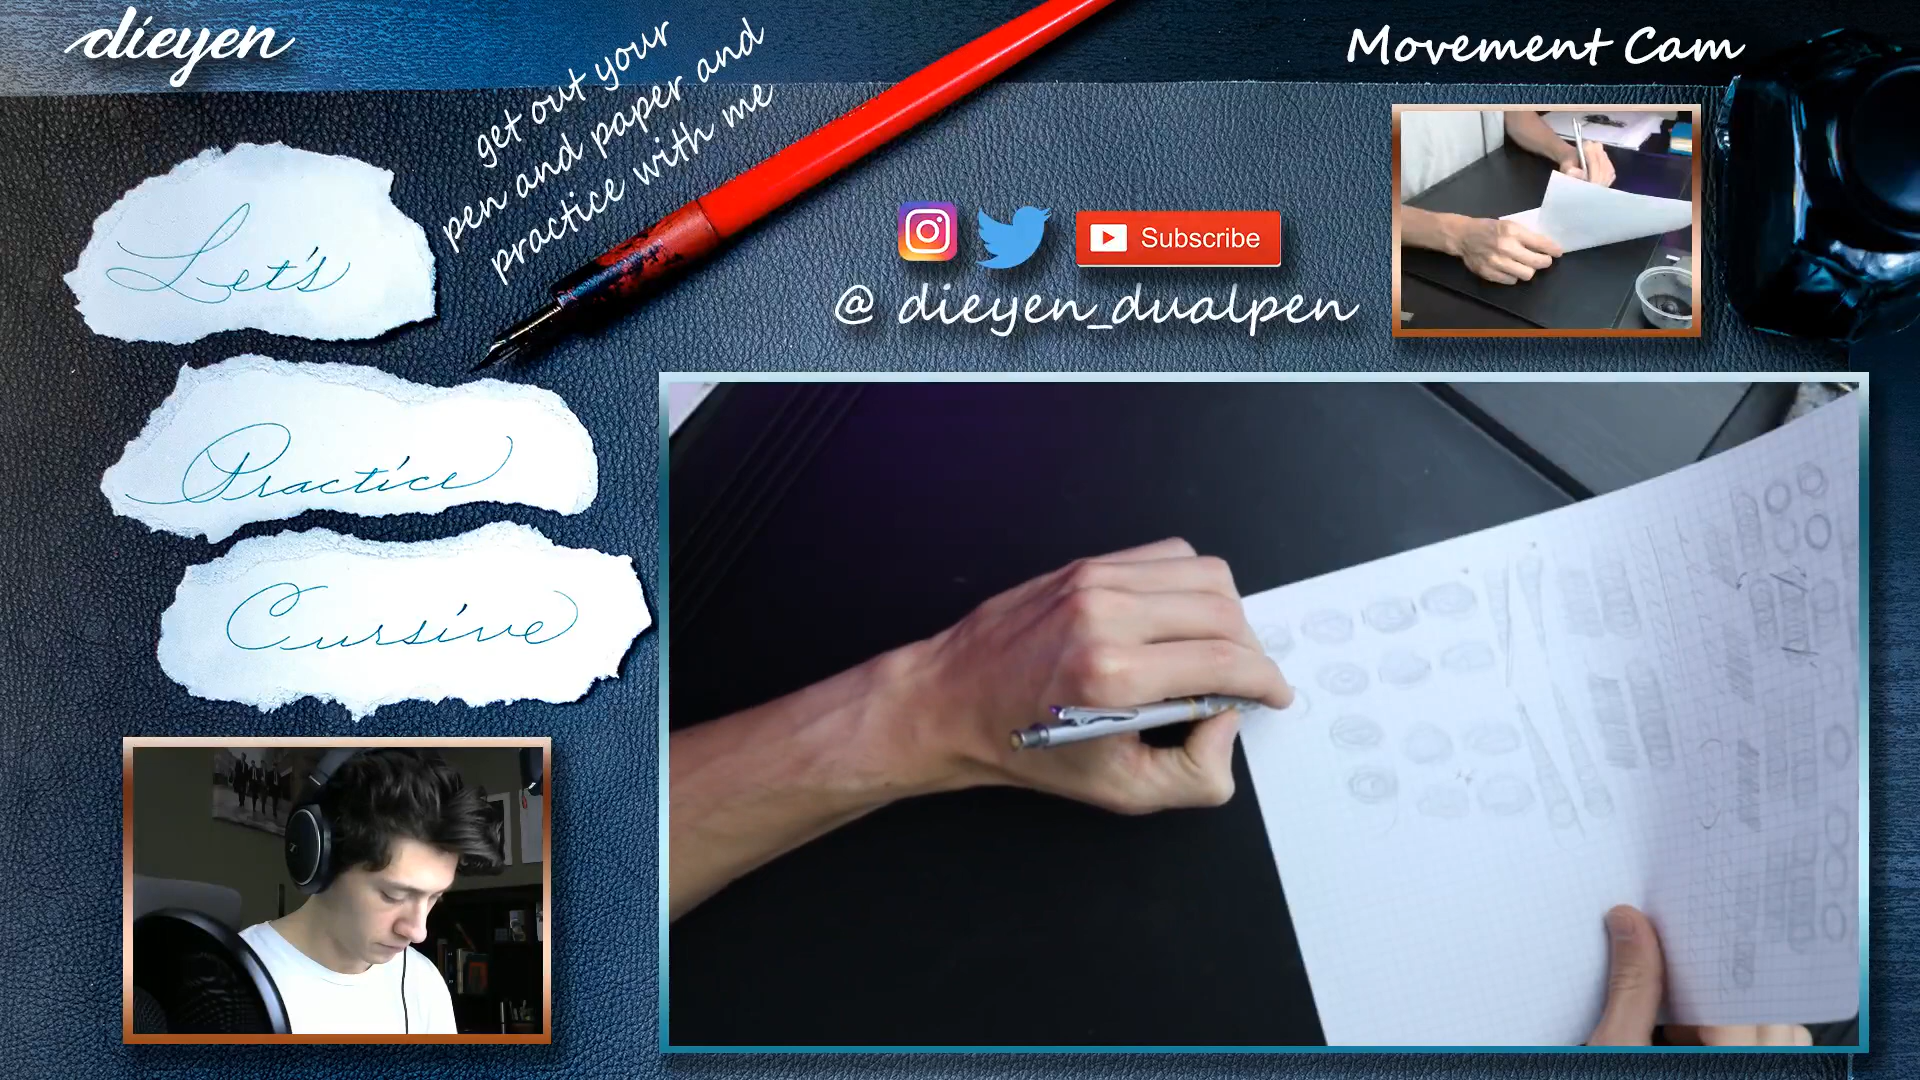 dieyen
get out your
pen and paper and
practice with me
Movement Cam
Let's
Practice
Cursive
Subscribe
@ dieyen_dualpen